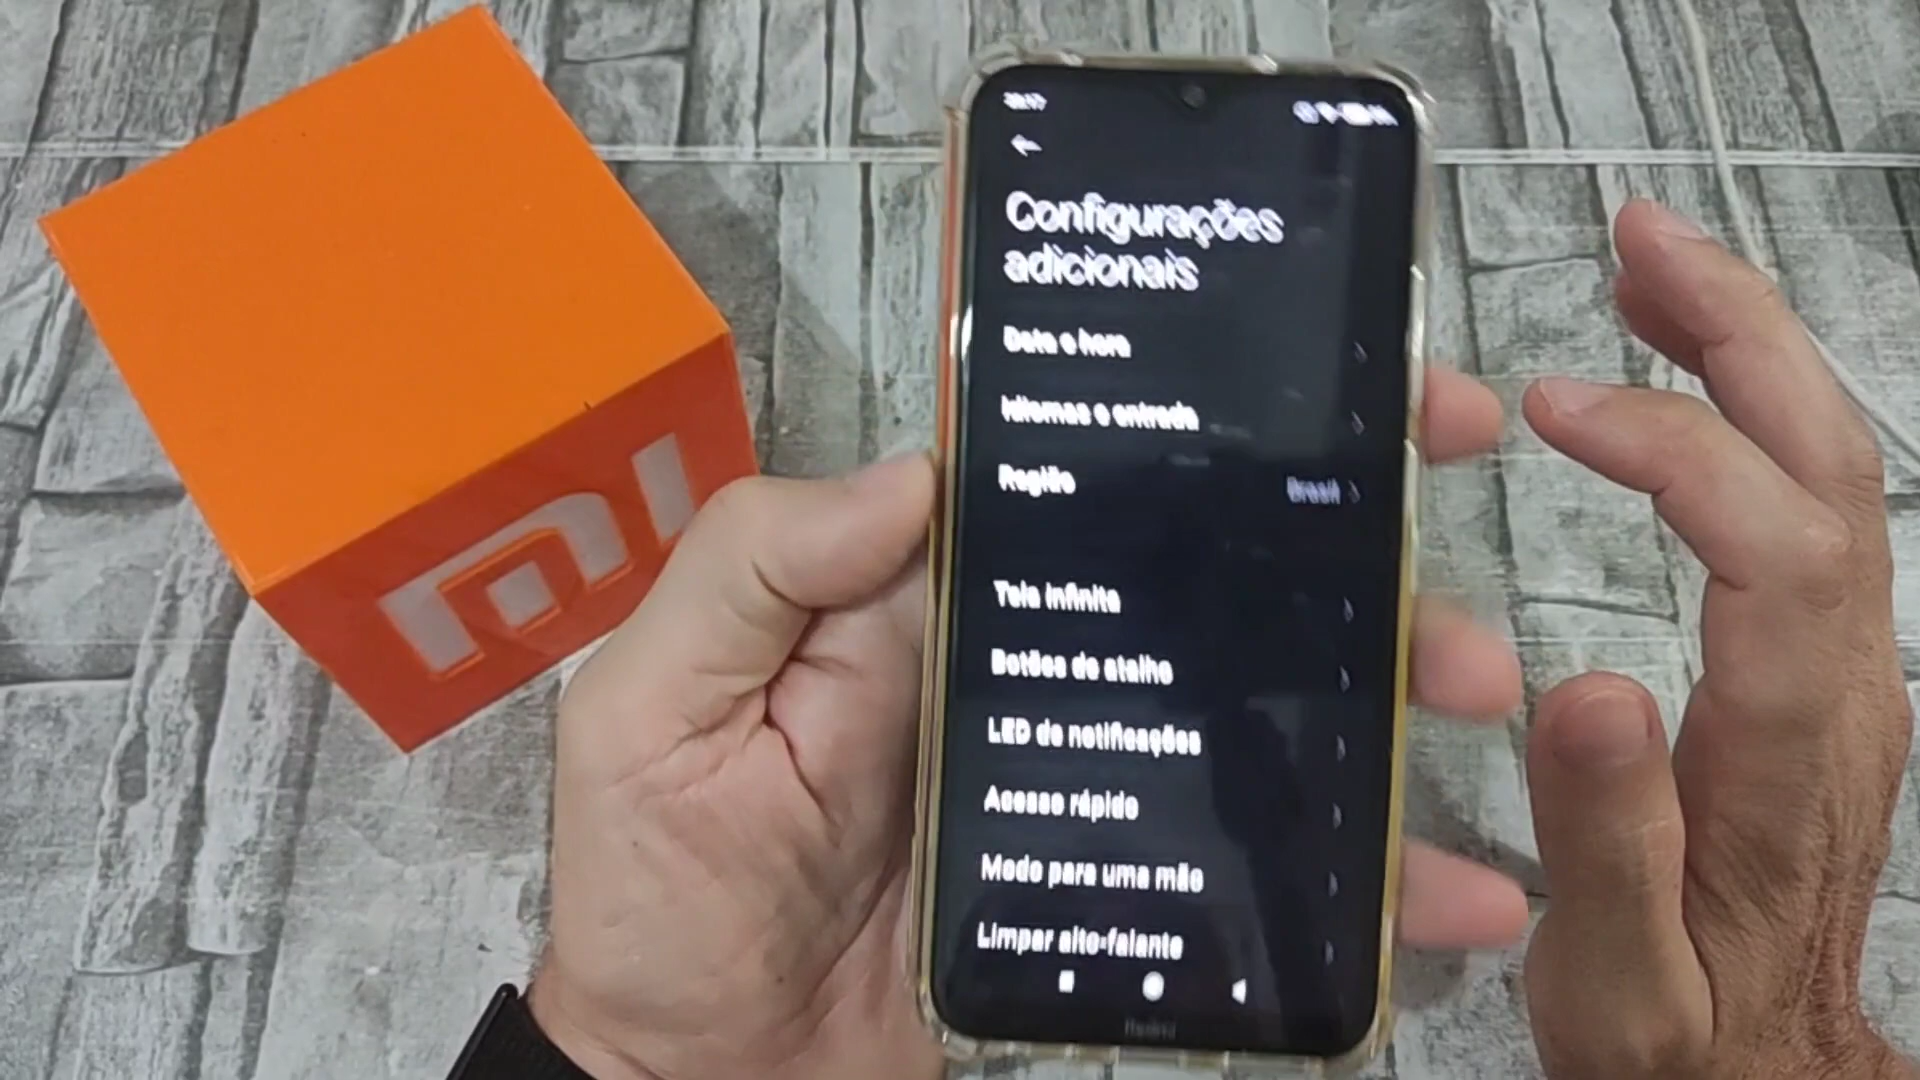 Configurações
adicionais
Data e hora
Idiomas e entrada
Região
Brasil
Tela infinita
Botões de atalho
LED de notificações
Acesso rápido
Modo para uma mão
Limpar alto-falante
Redmi